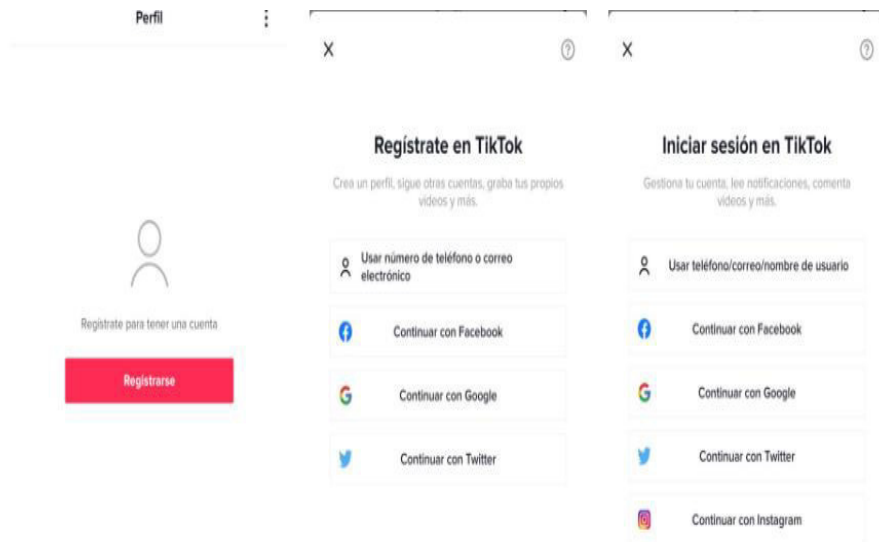 Perfil
Regístrate para tener una cuenta
Registrarse
Regístrate en TikTok
Crea un perfil, sigue otras cuentas, graba tus propios
vídeos y más.
Usar número de teléfono o correo
electrónico
Continuar con Facebook
Continuar con Google
Continuar con Twitter
Iniciar sesión en TikTok
Gestiona tu cuenta, lee notificaciones, comenta
vídeos y más.
Usar teléfono/correo/nombre de usuario
Continuar con Facebook
Continuar con Google
Continuar con Twitter
Continuar con Instagram